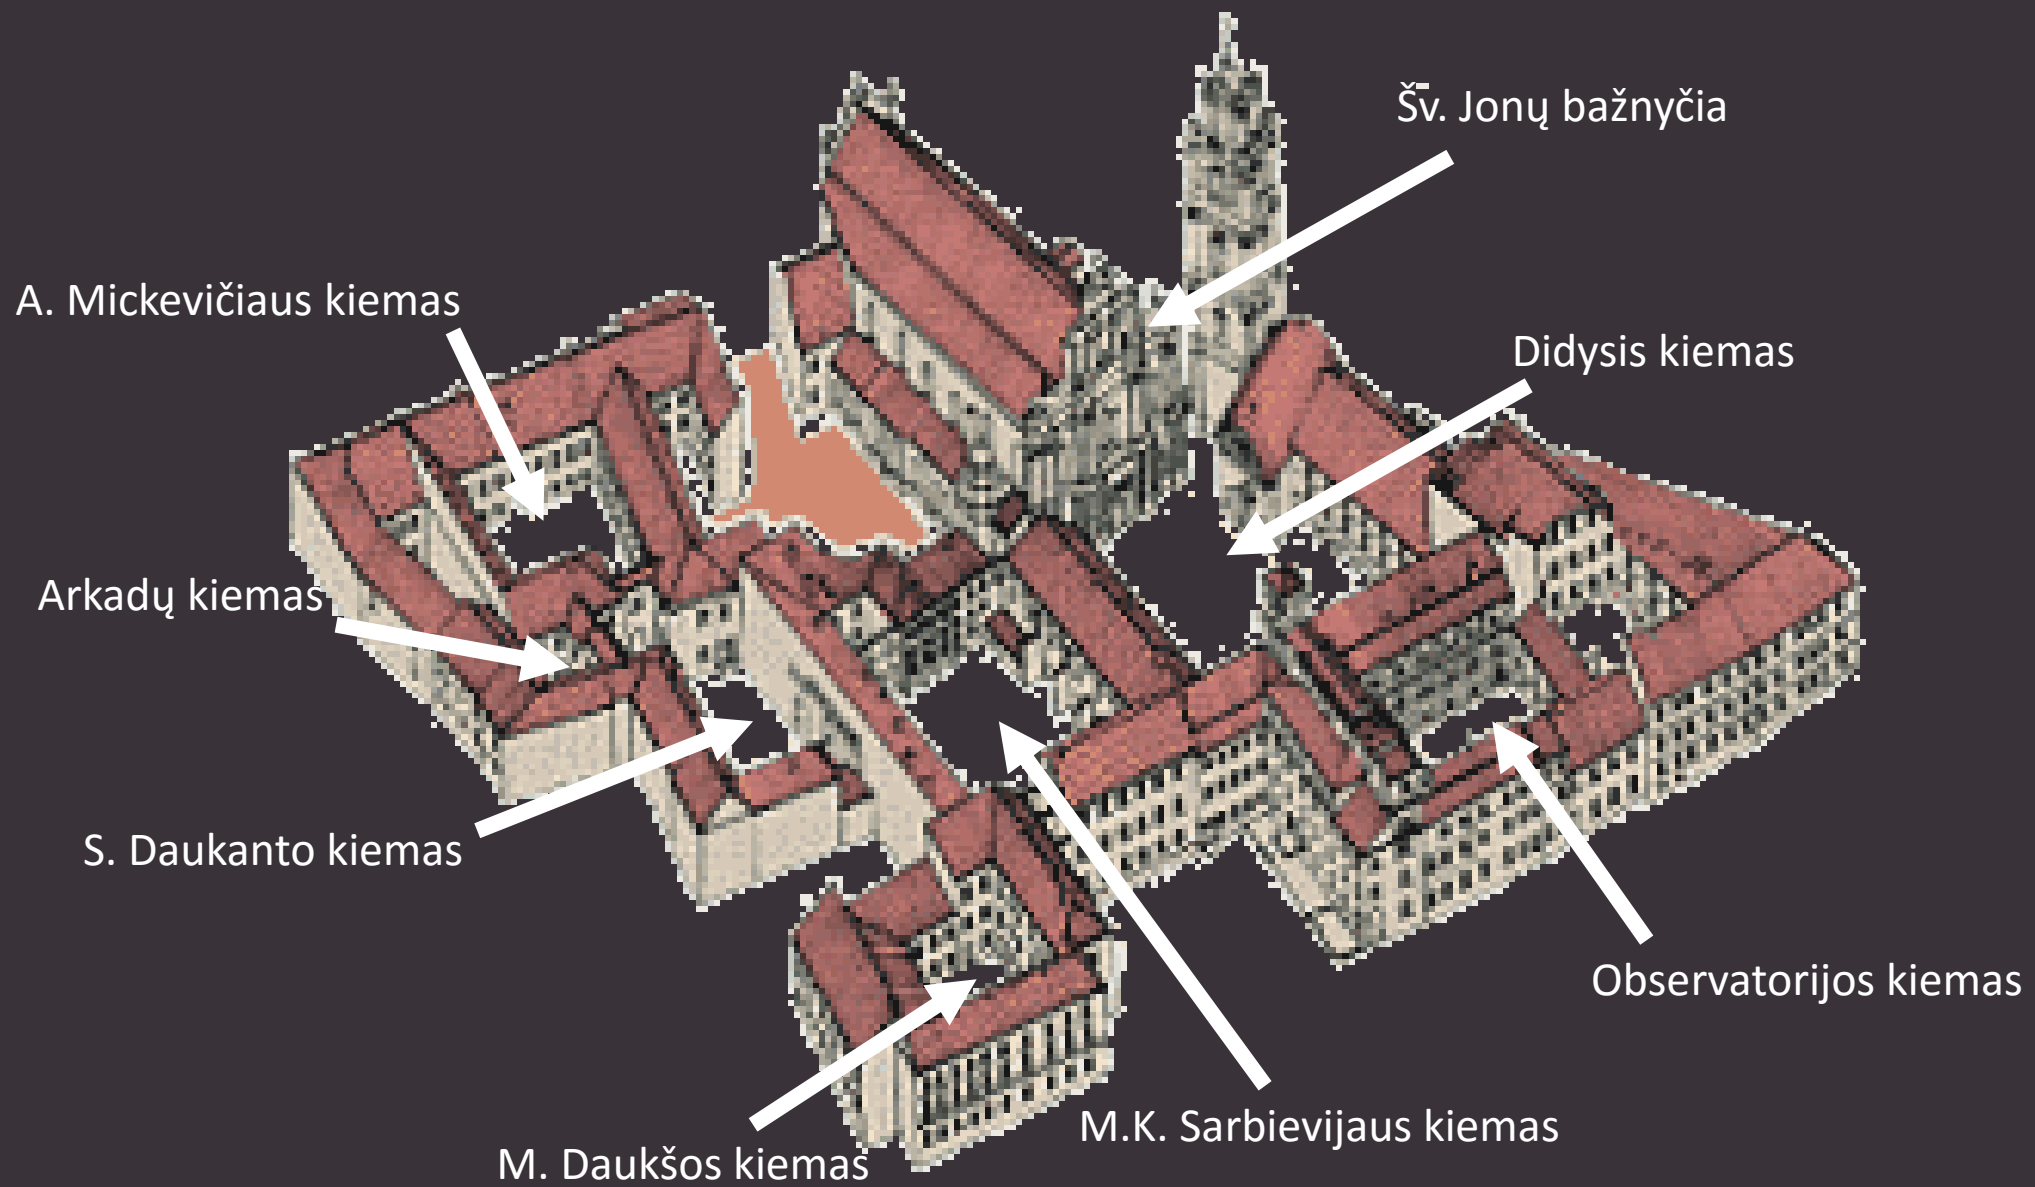 Šv. Jonų bažnyčia
A. Mickevičiaus kiemas
Didysis kiemas
Arkadų kiemas
S. Daukanto kiemas
Observatorijos kiemas
M.K. Sarbievijaus kiemas
M. Daukšos kiemas